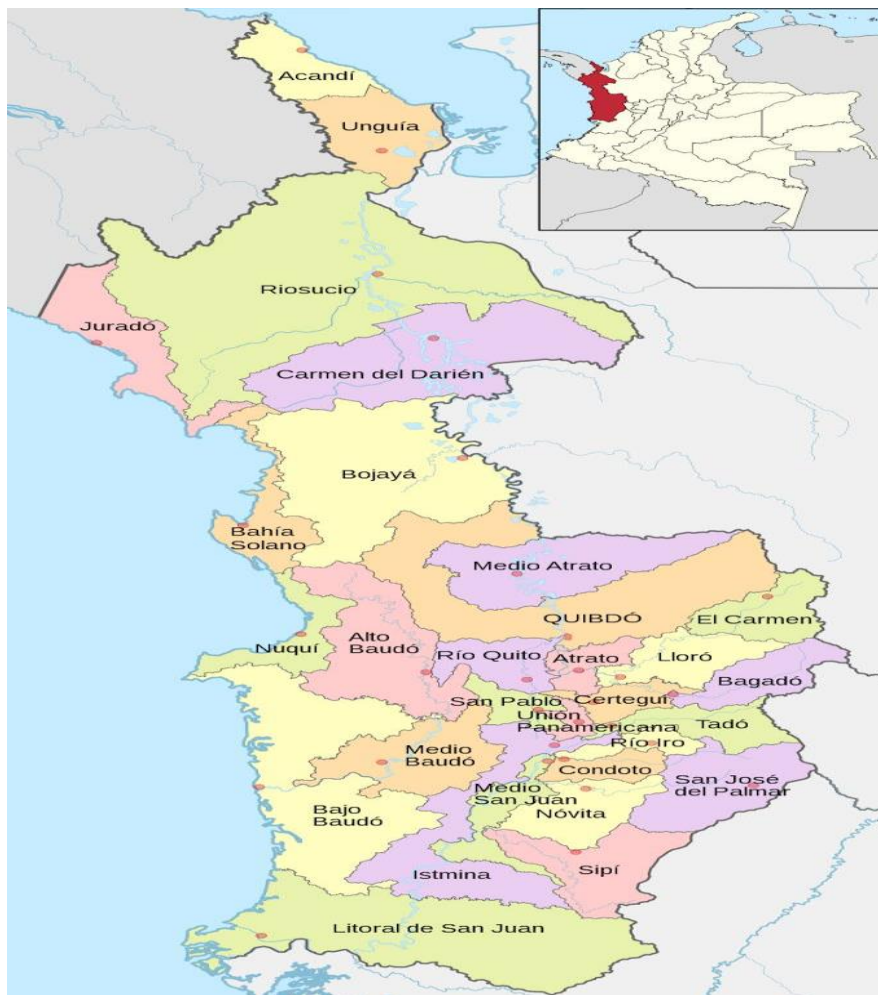 Acandí
Unguía
Riosucio
Juradó
Carmen del Darién
Bojayá
Bahía
Solano
Medio Atrato
QUIBDÓ
El Carmen
Nuquí
Alto
Baudó
Río Quito
Atrato
Lloró
Bagadó
San Pablo
Certegui
Unión
Panamericana
Tadó
Río Iro
Medio
Baudó
Condoto
San José
del Palmar
Medio
San Juan
Nóvita
Bajo
Baudó
Istmina
Sipí
Litoral de San Juan